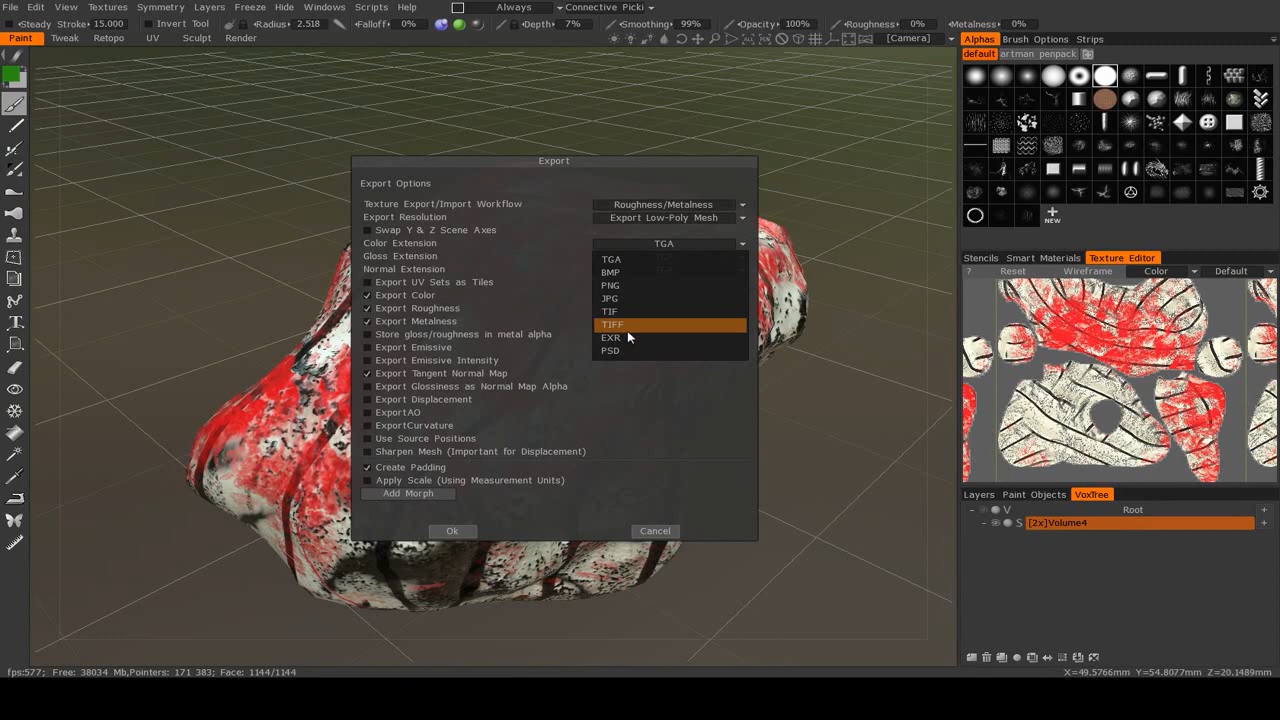 File Edit View Textures Symmetry Layers Freeze Hide Windows Scripts Help Always Connective Picki
Steady Stroke 15.000 Invert Tool Radius 2.518 Falloff 0% Depth 7% Smoothing 99% Opacity 100% Roughness 0% Metalness 0%
Paint Tweak Retopo UV Sculpt Render [Camera] Alphas Brush Options Strips
default artman penpack
NEW
Export
Export Options
Texture Export/Import Workflow Roughness/Metalness
Export Resolution Export Low-Poly Mesh
Swap Y & Z Scene Axes
Color Extension TGA
Gloss Extension
Normal Extension
TGA
BMP
PNG
JPG
TIF
TIFF
EXR
PSD
Export UV Sets as Tiles
Export Color
Export Roughness
Export Metalness
Store gloss/roughness in metal alpha
Export Emissive
Export Emissive Intensity
Export Tangent Normal Map
Export Glossiness as Normal Map Alpha
Export Displacement
ExportAO
ExportCurvature
Use Source Positions
Sharpen Mesh (Important for Displacement)
Create Padding
Apply Scale (Using Measurement Units)
Add Morph
Ok Cancel
Stencils Smart Materials Texture Editor
? Reset Wireframe Color Default
Layers Paint Objects VoxTree
V Root +
S [2x]Volume4 +
fps:577; Free: 38034 Mb,Pointers: 171 383; Face: 1144/1144 X=49.5766mm Y=54.8077mm Z=20.1489mm